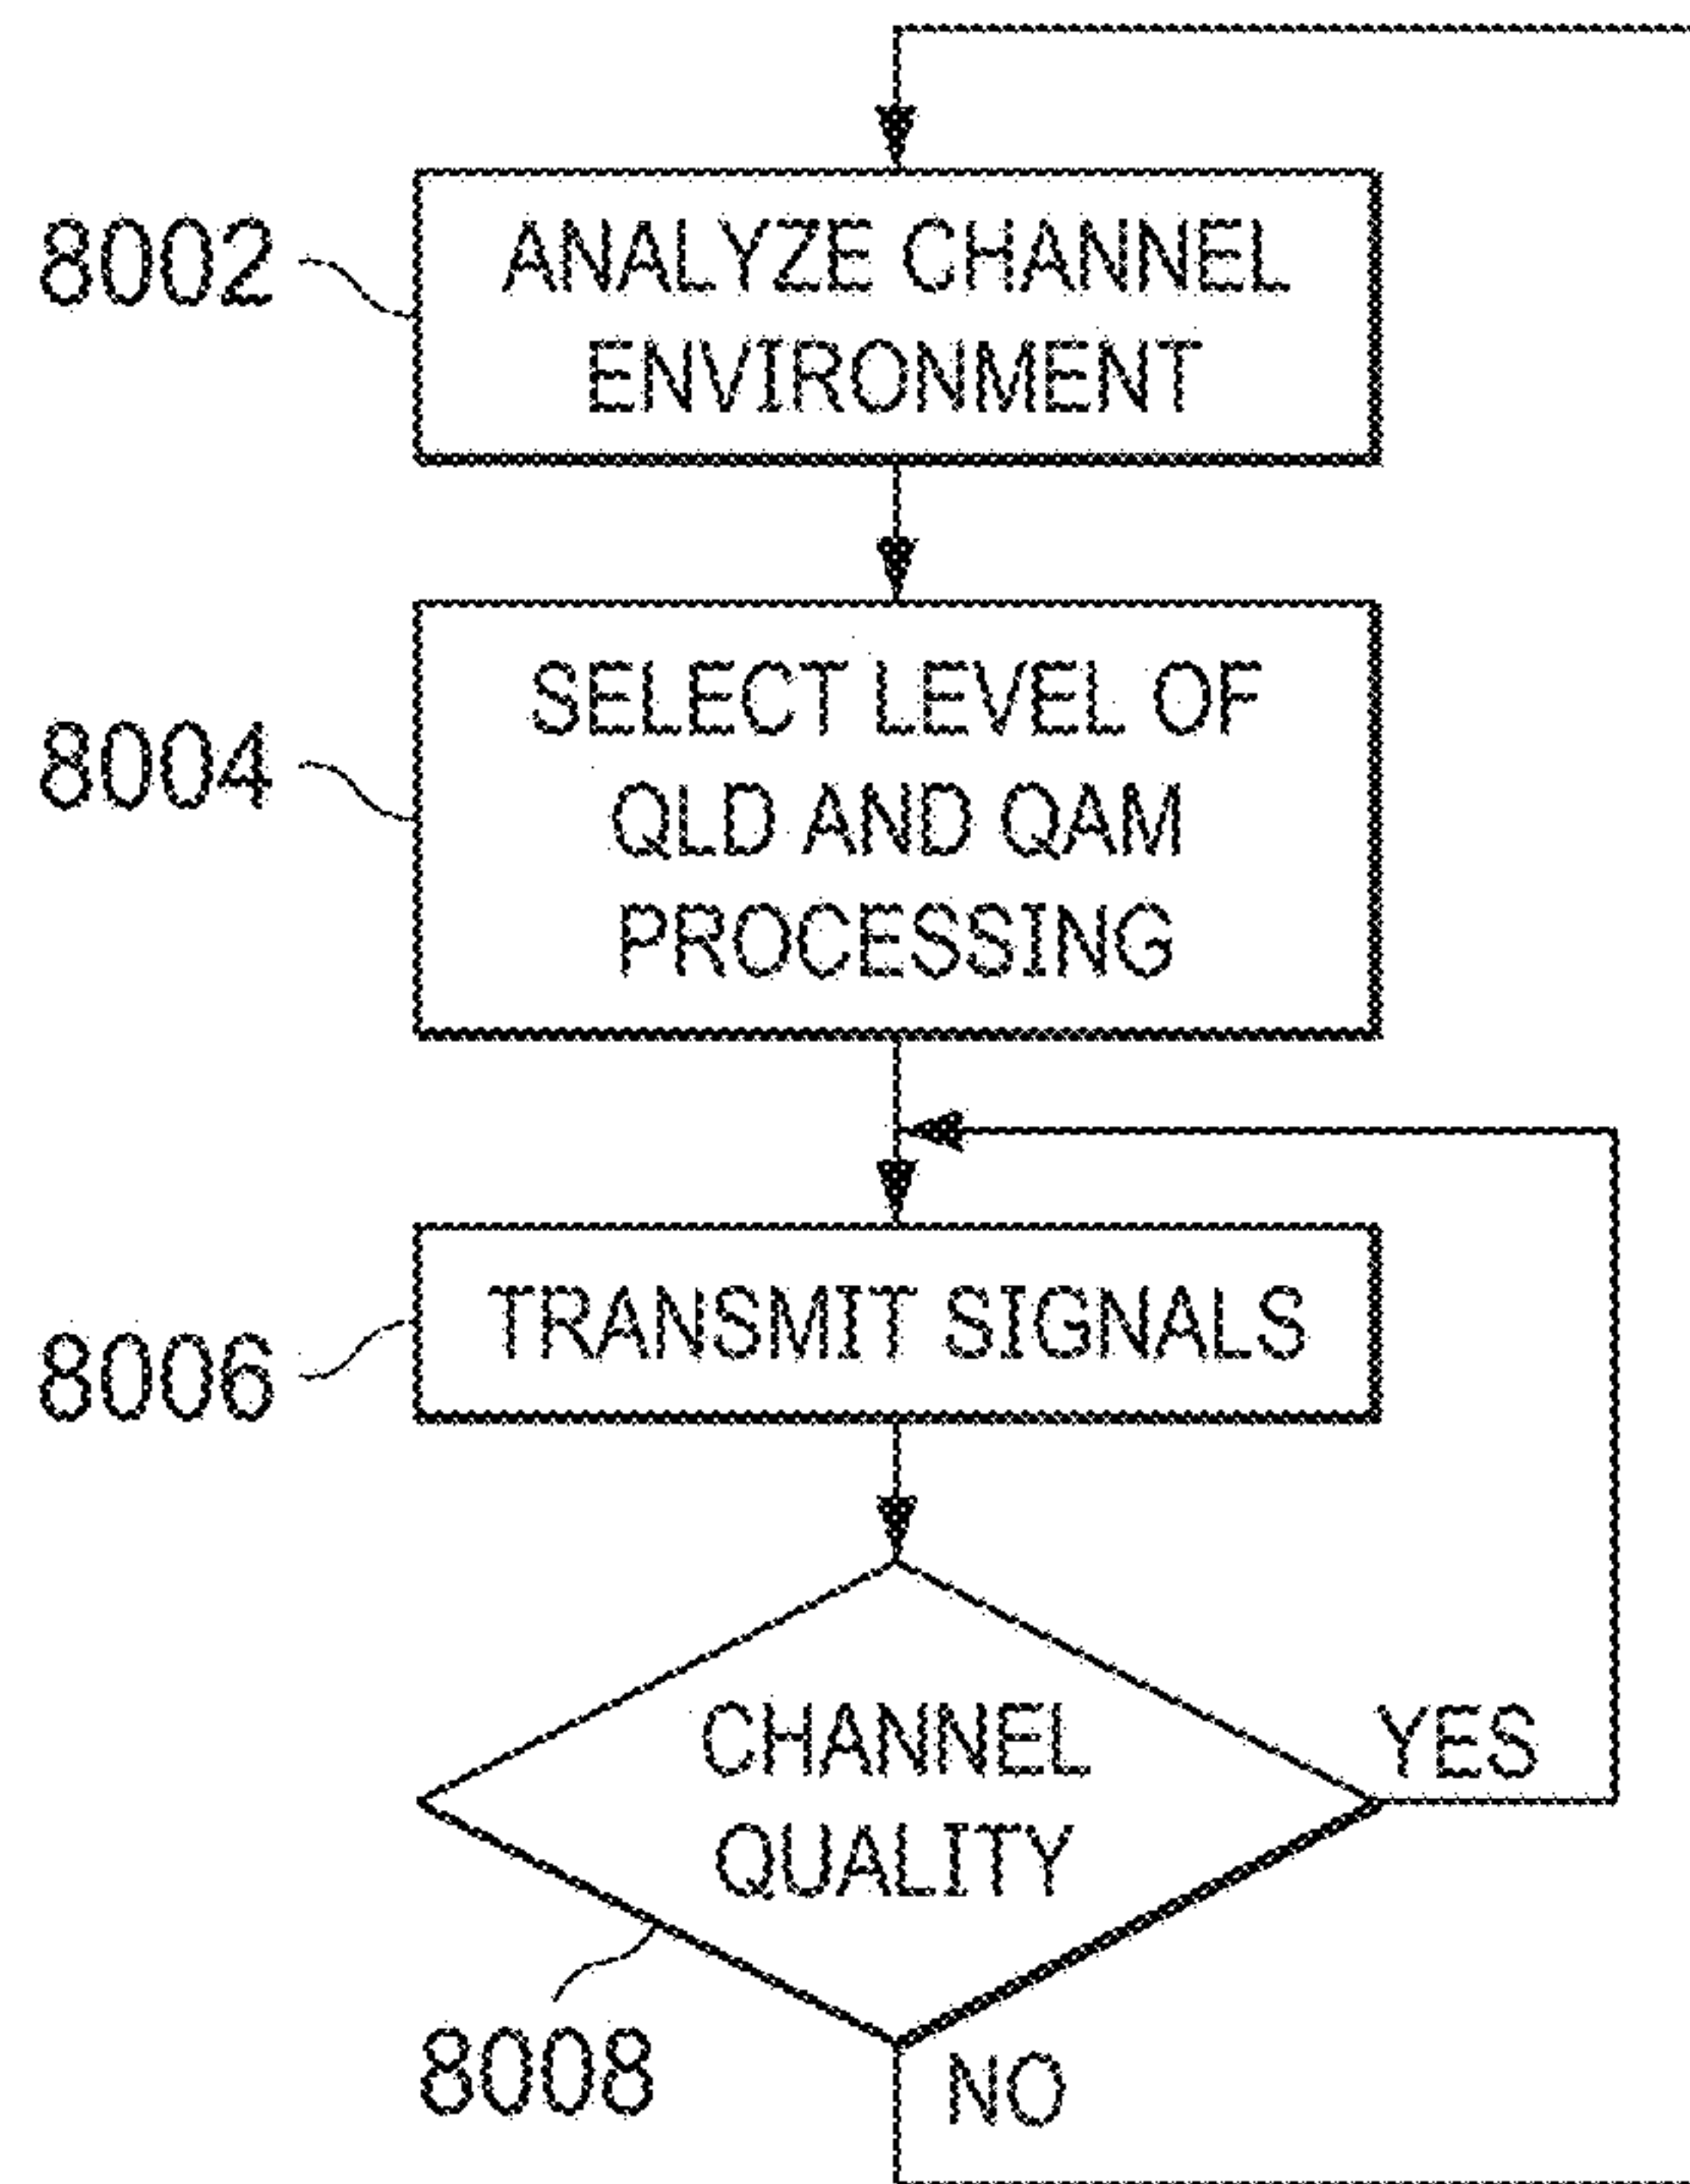 8002
ANALYZE CHANNEL
ENVIRONMENT
8004
SELECT LEVEL OF
QLD AND QAM
PROCESSING
8006
TRANSMIT SIGNALS
CHANNEL
QUALITY
YES
8008
NO